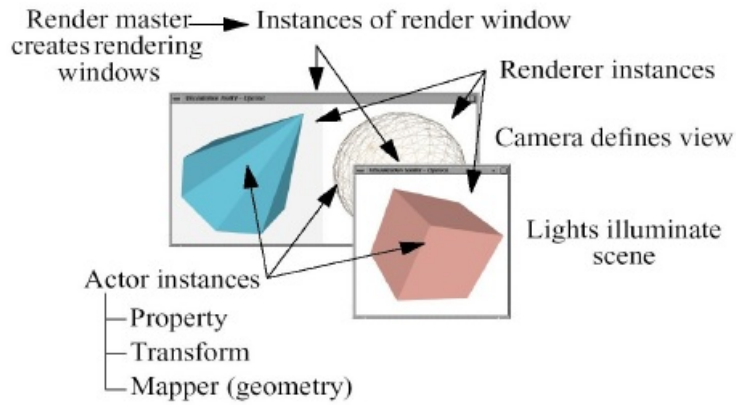 Render master
creates rendering
windows
Instances of render window
Renderer instances
Camera defines view
Lights illuminate
scene
Actor instances
Property
Transform
Mapper (geometry)